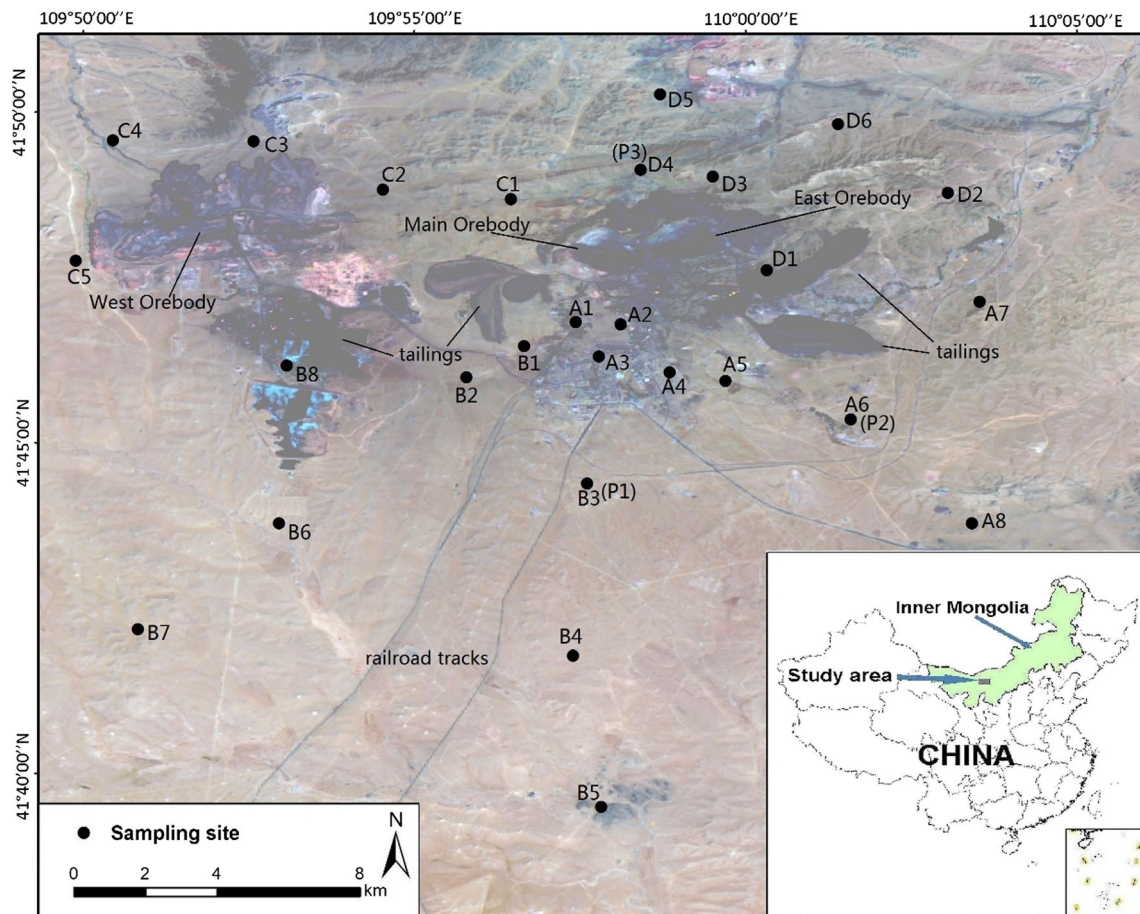 109°50′00′′E
109°55′00′′E
110°00′00′′E
110°05′00′′E
41°50′00′′N
41°45′00′′N
41°40′00′′N
D5
D6
C4
C3
(P3)
D4
D3
C2
C1
D2
East Orebody
Main Orebody
C5
D1
West Orebody
A7
A1
A2
tailings
B1
A3
tailings
B8
B2
A4
A5
A6
(P2)
B3
(P1)
B6
A8
B7
B4
railroad tracks
B5
Inner Mongolia
Study area
CHINA
Sampling site
N
0
2
4
8
km